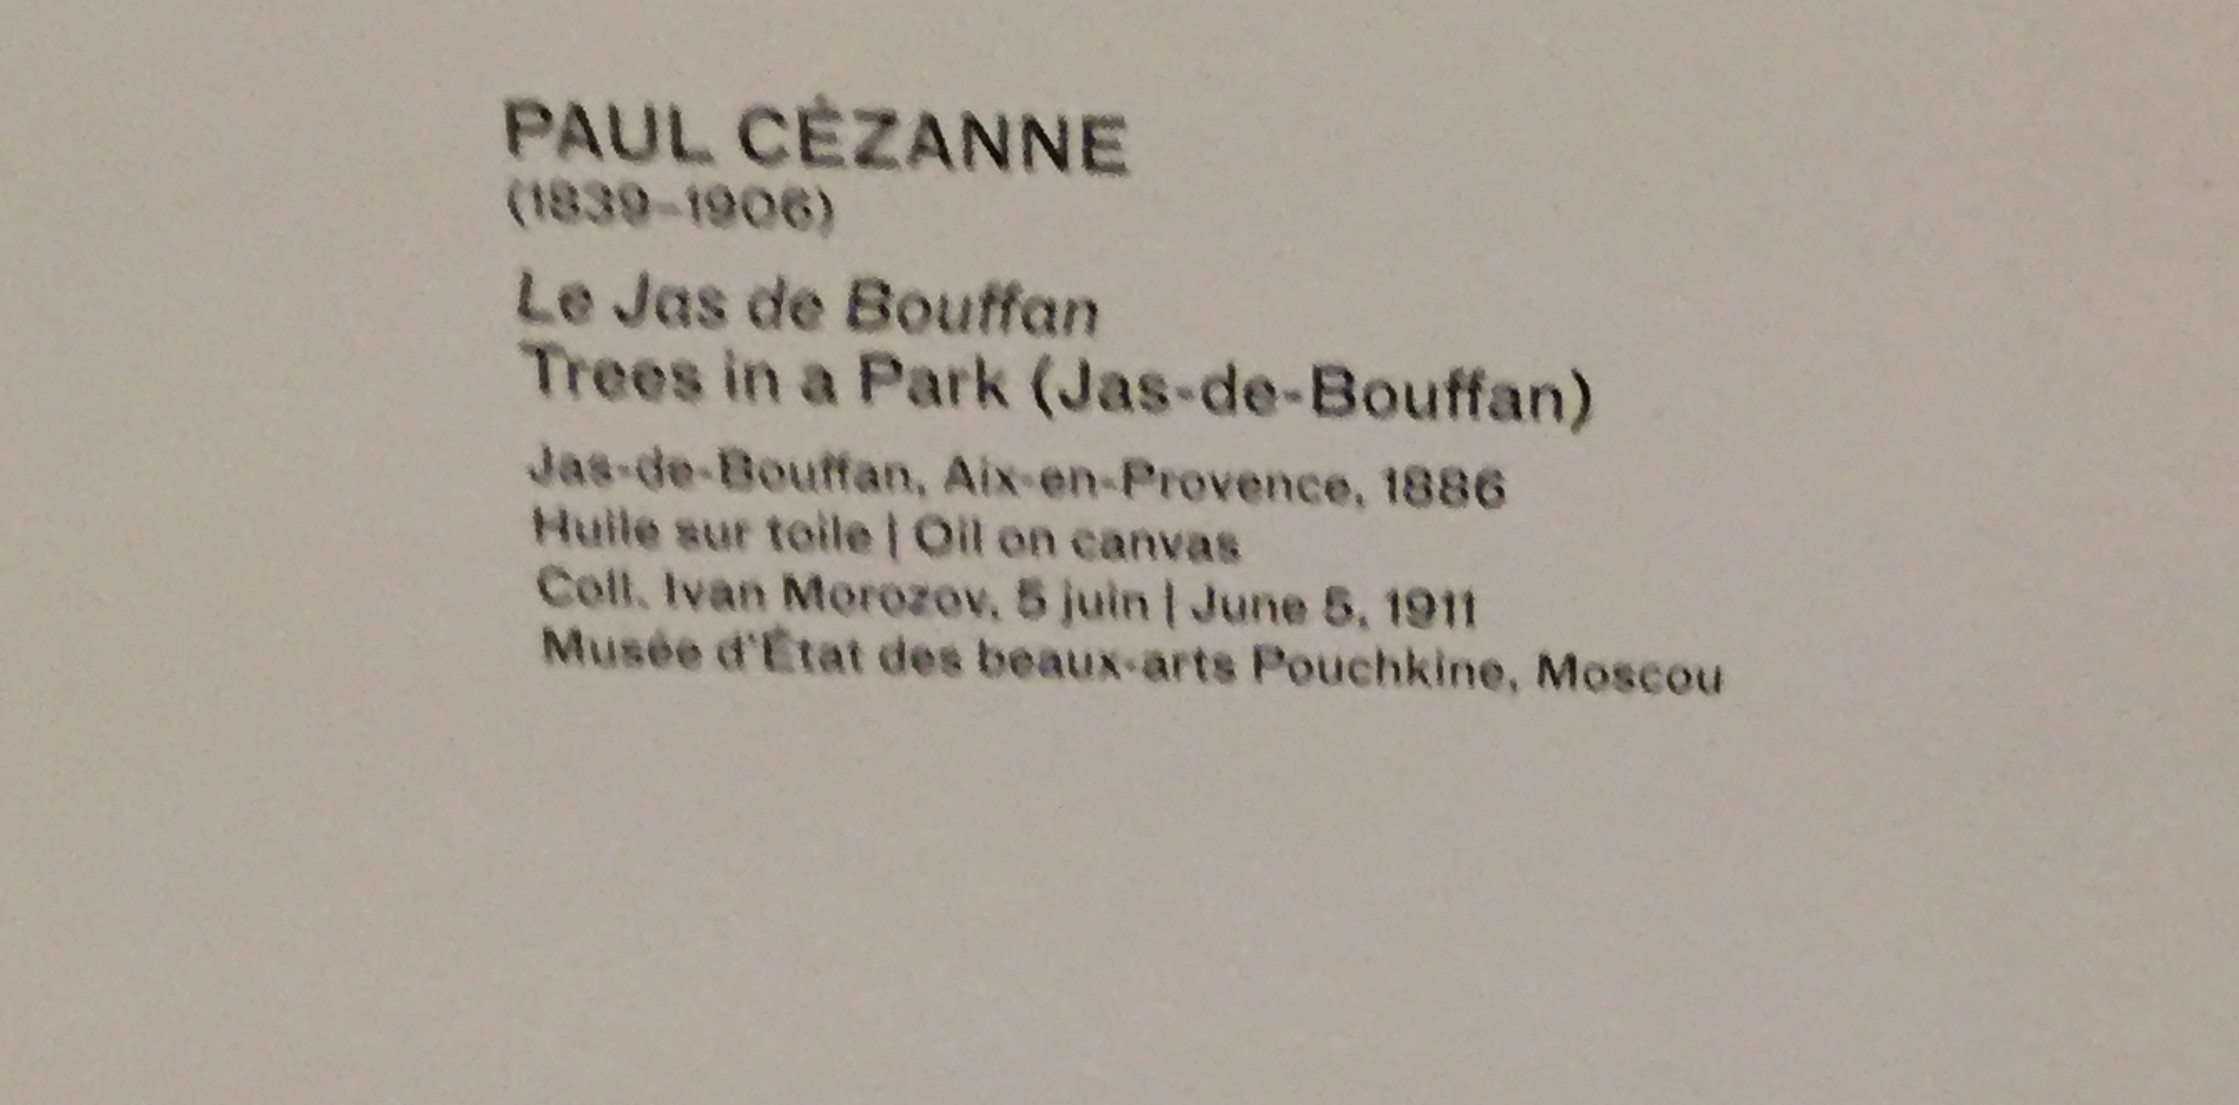 PAUL CÉZANNE
(1839–1906)
Le Jas de Bouffan
Trees in a Park (Jas-de-Bouffan)
Jas-de-Bouffan, Aix-en-Provence, 1886
Huile sur toile | Oil on canvas
Coll. Ivan Morozov, 5 juin | June 5, 1911
Musée d'État des beaux-arts Pouchkine, Moscou